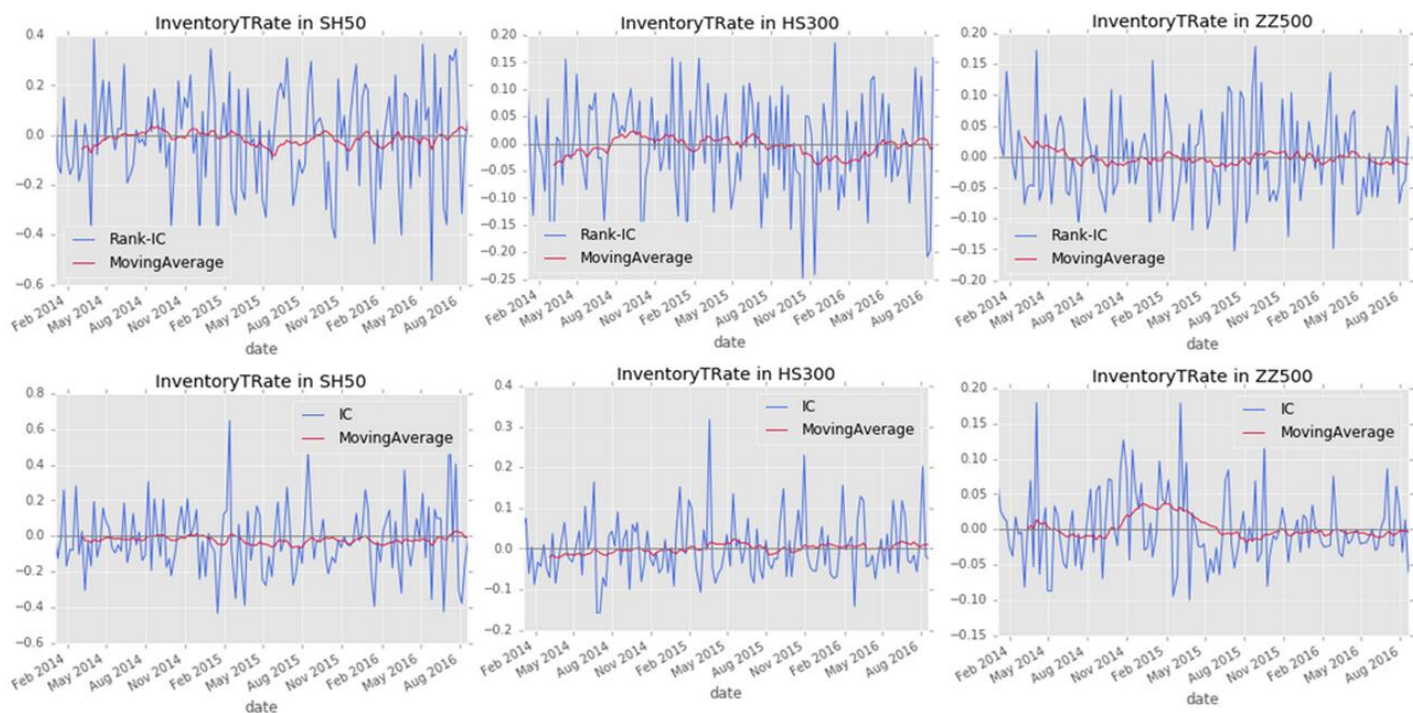 InventoryTRate in SH50
0.4
0.2
0.0
−0.2
−0.4
−0.6
Rank-IC
MovingAverage
Feb 2014
May 2014
Aug 2014
Nov 2014
Feb 2015
May 2015
Aug 2015
Nov 2015
Feb 2016
May 2016
Aug 2016
date
InventoryTRate in HS300
0.20
0.15
0.10
0.05
0.00
−0.05
−0.10
−0.15
−0.20
−0.25
Rank-IC
MovingAverage
Feb 2014
May 2014
Aug 2014
Nov 2014
Feb 2015
May 2015
Aug 2015
Nov 2015
Feb 2016
May 2016
Aug 2016
date
InventoryTRate in ZZ500
0.20
0.15
0.10
0.05
0.00
−0.05
−0.10
−0.15
−0.20
Rank-IC
MovingAverage
Feb 2014
May 2014
Aug 2014
Nov 2014
Feb 2015
May 2015
Aug 2015
Nov 2015
Feb 2016
May 2016
Aug 2016
date
InventoryTRate in SH50
0.8
0.6
0.4
0.2
0.0
−0.2
−0.4
−0.6
IC
MovingAverage
Feb 2014
May 2014
Aug 2014
Nov 2014
Feb 2015
May 2015
Aug 2015
Nov 2015
Feb 2016
May 2016
Aug 2016
date
InventoryTRate in HS300
0.4
0.3
0.2
0.1
0.0
−0.1
−0.2
IC
MovingAverage
Feb 2014
May 2014
Aug 2014
Nov 2014
Feb 2015
May 2015
Aug 2015
Nov 2015
Feb 2016
May 2016
Aug 2016
date
InventoryTRate in ZZ500
0.20
0.15
0.10
0.05
0.00
−0.05
−0.10
−0.15
IC
MovingAverage
Feb 2014
May 2014
Aug 2014
Nov 2014
Feb 2015
May 2015
Aug 2015
Nov 2015
Feb 2016
May 2016
Aug 2016
date